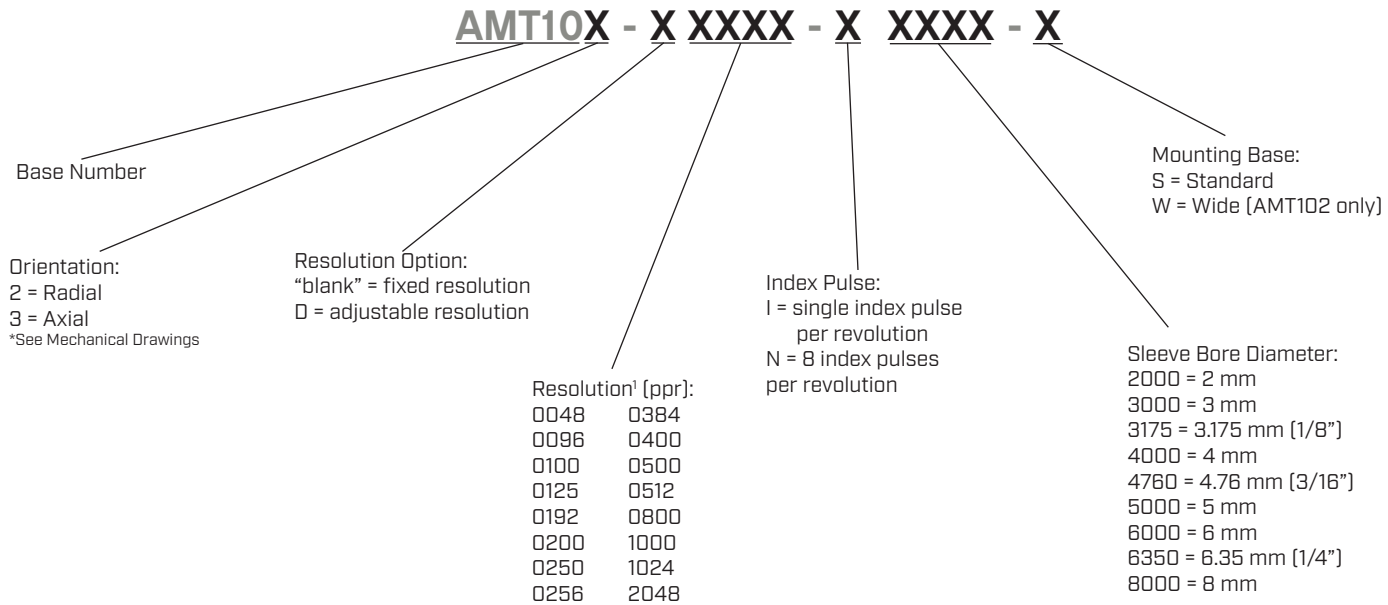 AMT10X - X XXXX - X XXXX - X
Base Number
Orientation:
2 = Radial
3 = Axial
*See Mechanical Drawings
Resolution Option:
“blank” = fixed resolution
D = adjustable resolution
Resolution¹ (ppr):
0048 0384
0096 0400
0100 0500
0125 0512
0192 0800
0200 1000
0250 1024
0256 2048
Index Pulse:
I = single index pulse
per revolution
N = 8 index pulses
per revolution
Sleeve Bore Diameter:
2000 = 2 mm
3000 = 3 mm
3175 = 3.175 mm (1/8”)
4000 = 4 mm
4760 = 4.76 mm (3/16”)
5000 = 5 mm
6000 = 6 mm
6350 = 6.35 mm (1/4”)
8000 = 8 mm
Mounting Base:
S = Standard
W = Wide (AMT102 only)